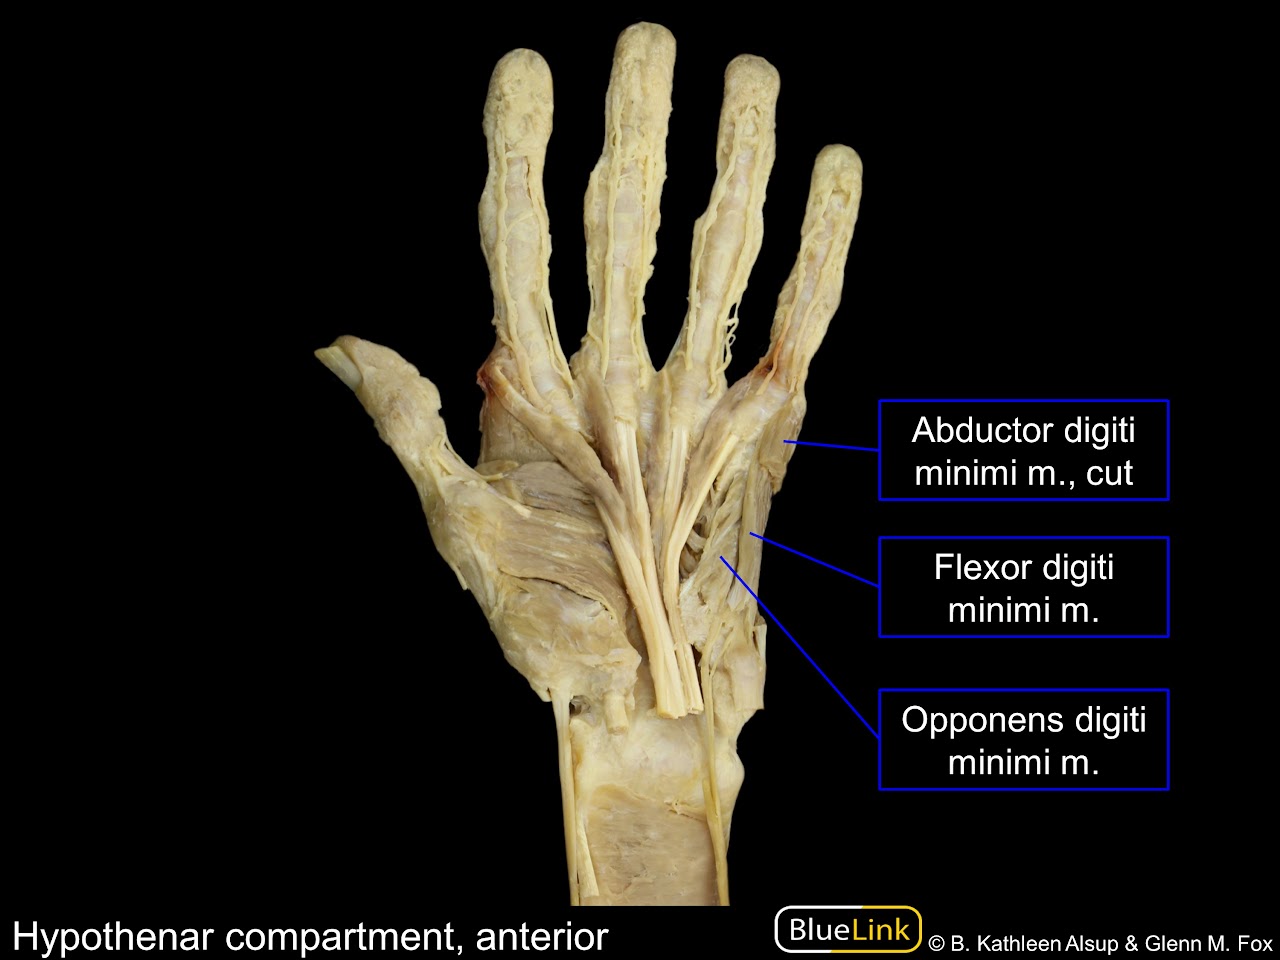 Abductor digiti
minimi m., cut
Flexor digiti
minimi m.
Opponens digiti
minimi m.
Hypothenar compartment, anterior
BlueLink
© B. Kathleen Alsup & Glenn M. Fox